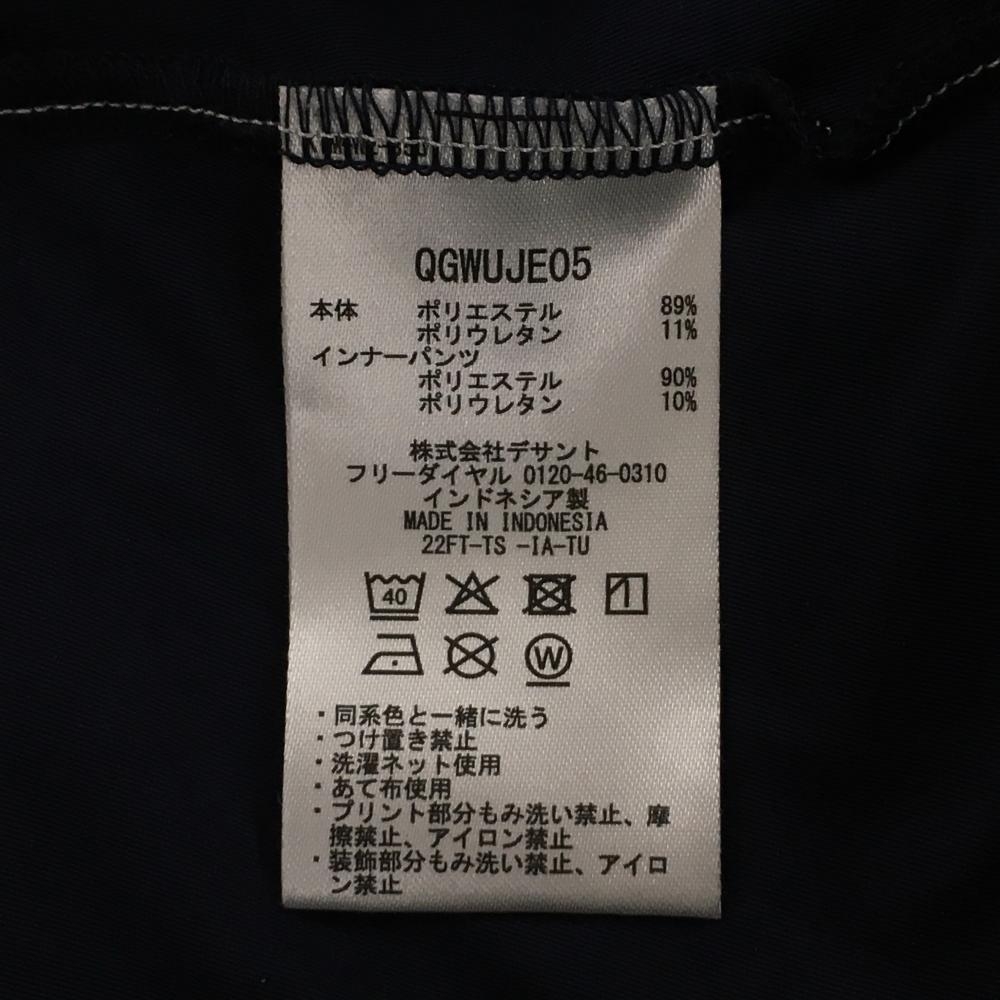 QGWUJE05
本体 ポリエステル 89%
ポリウレタン 11%
インナーパンツ
ポリエステル 90%
ポリウレタン 10%
株式会社デサント
フリーダイヤル 0120-46-0310
インドネシア製
MADE IN INDONESIA
22FT-TS -IA-TU
40
W
・同系色と一緒に洗う
・つけ置き禁止
・洗濯ネット使用
・あて布使用
・プリント部分もみ洗い禁止、摩
擦禁止、アイロン禁止
・装飾部分もみ洗い禁止、アイロ
ン禁止